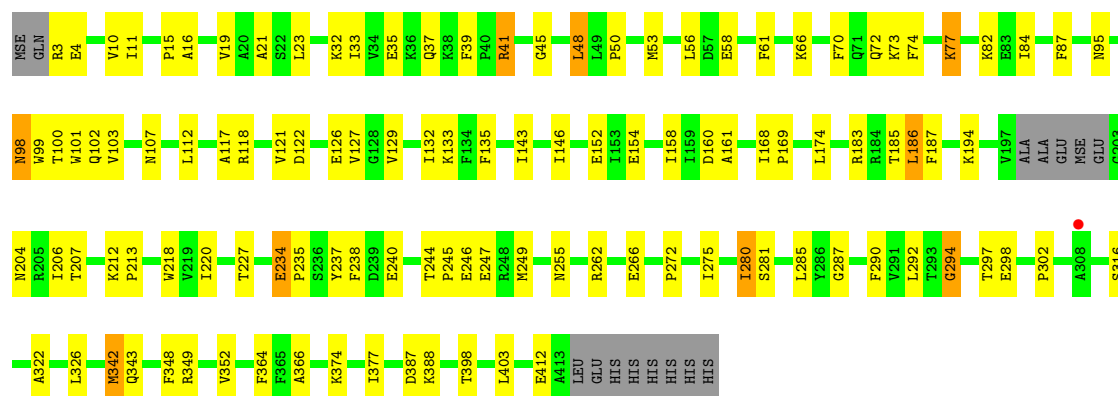 MSE GLN R3 E4 V10 I11 P15 A16 V19 A20 A21 S22 L23 K32 I33 V34 E35 K36 Q37 K38 F39 P40 R41 G45 L48 L49 P50 M53 L56 D57 E58 F61 K66 F70 Q71 Q72 K73 F74 K77 K82 E83 I84 F87 N95
N98 W99 T100 W101 Q102 V103 N107 L112 A117 R118 V121 D122 E126 V127 G128 V129 I132 K133 F134 F135 I143 I146 E152 I153 E154 I158 I159 D160 A161 I168 P169 L174 R183 R184 T185 L186 F187 K194 V197 ALA ALA GLU MSE GLU G203
N204 R205 I206 T207 K212 P213 W218 V219 I220 T227 E234 P235 S236 Y237 F238 D239 E240 T244 P245 E246 E247 R248 M249 N255 R262 E266 P272 I275 I280 S281 L285 Y286 G287 F290 V291 L292 T293 G294 T297 E298 P302 A308 S316
A322 L326 M342 Q343 F348 R349 V352 F364 F365 A366 K374 I377 D387 K388 T398 L403 E412 A413 LEU GLU HIS HIS HIS HIS HIS HIS